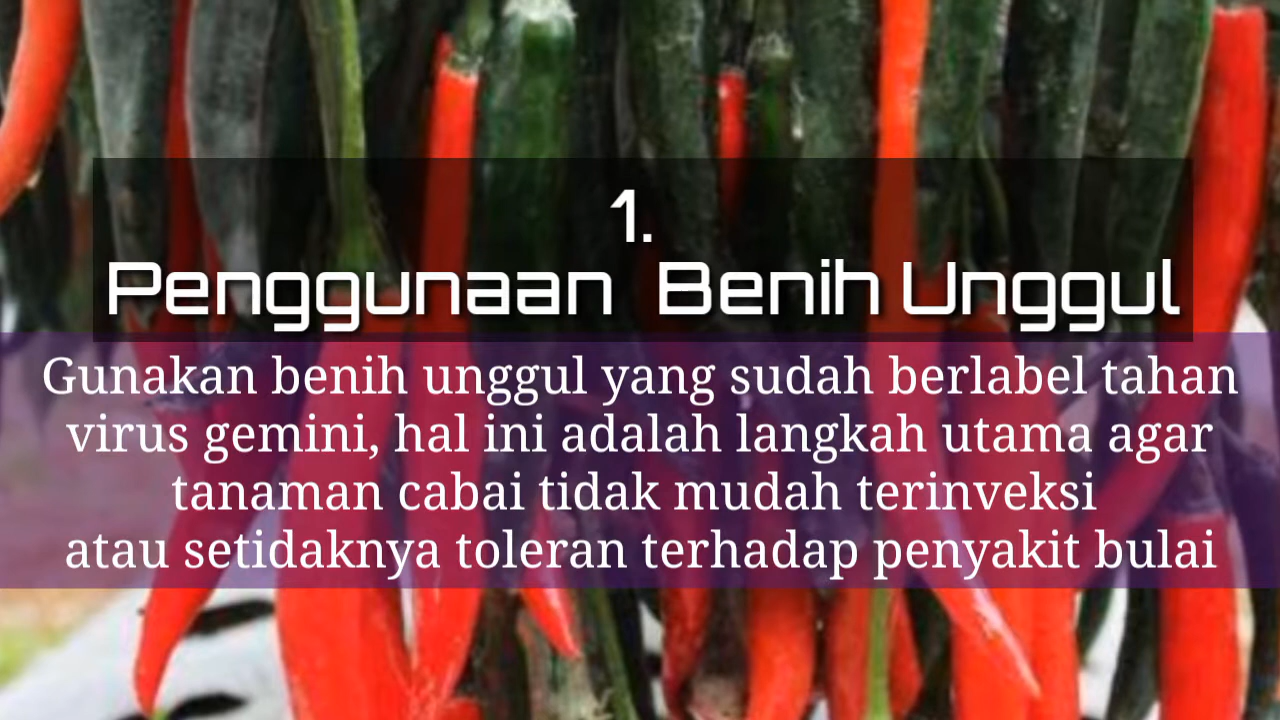 1.
Penggunaan Benih Unggul
Gunakan benih unggul yang sudah berlabel tahan
virus gemini, hal ini adalah langkah utama agar
tanaman cabai tidak mudah terinveksi
atau setidaknya toleran terhadap penyakit bulai